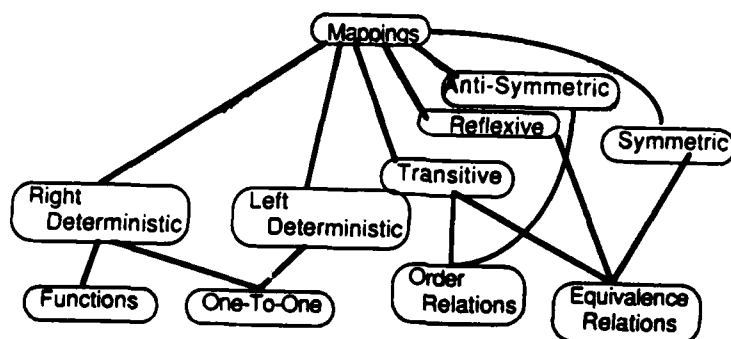 Mappings
Anti-Symmetric
Reflexive
Symmetric
Transitive
Right
Deterministic
Left
Deterministic
Functions
One-To-One
Order
Relations
Equivalence
Relations